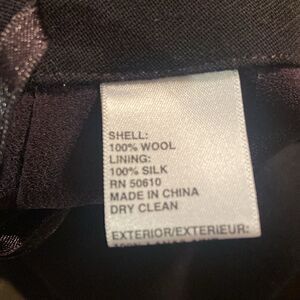 SHELL:
100% WOOL
LINING:
100% SILK
RN 50610
MADE IN CHINA
DRY CLEAN
EXTERIOR/EXTERIEUR: